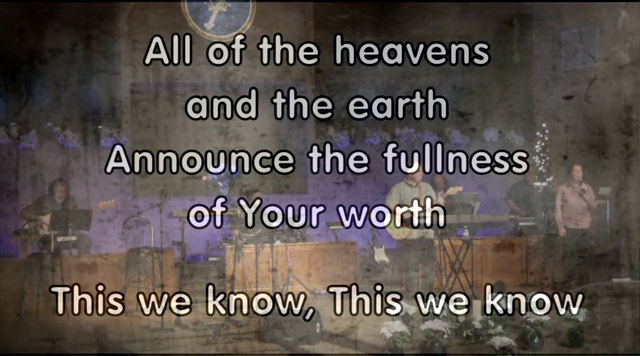 All of the heavens
and the earth
Announce the fullness
of Your worth
This we know, This we know